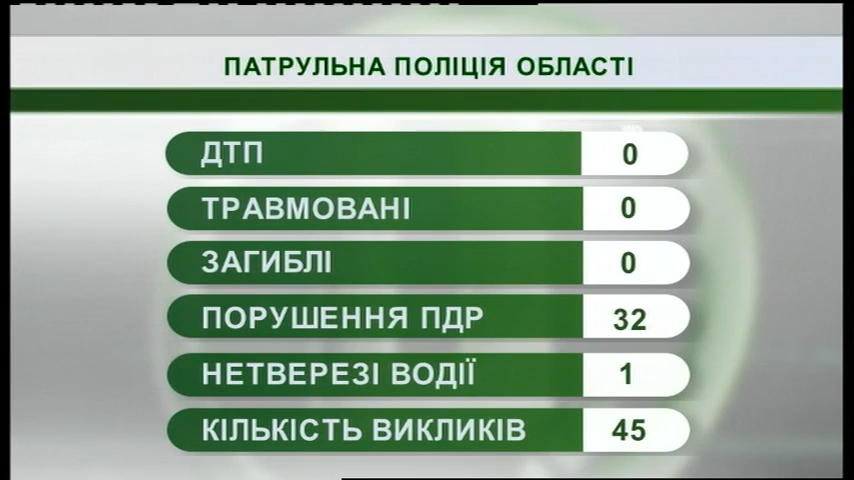 ПАТРУЛЬНА ПОЛІЦІЯ ОБЛАСТІ
ДТП 0
ТРАВМОВАНІ 0
ЗАГИБЛІ 0
ПОРУШЕННЯ ПДР 32
НЕТВЕРЕЗІ ВОДІЇ 1
КІЛЬКІСТЬ ВИКЛИКІВ 45